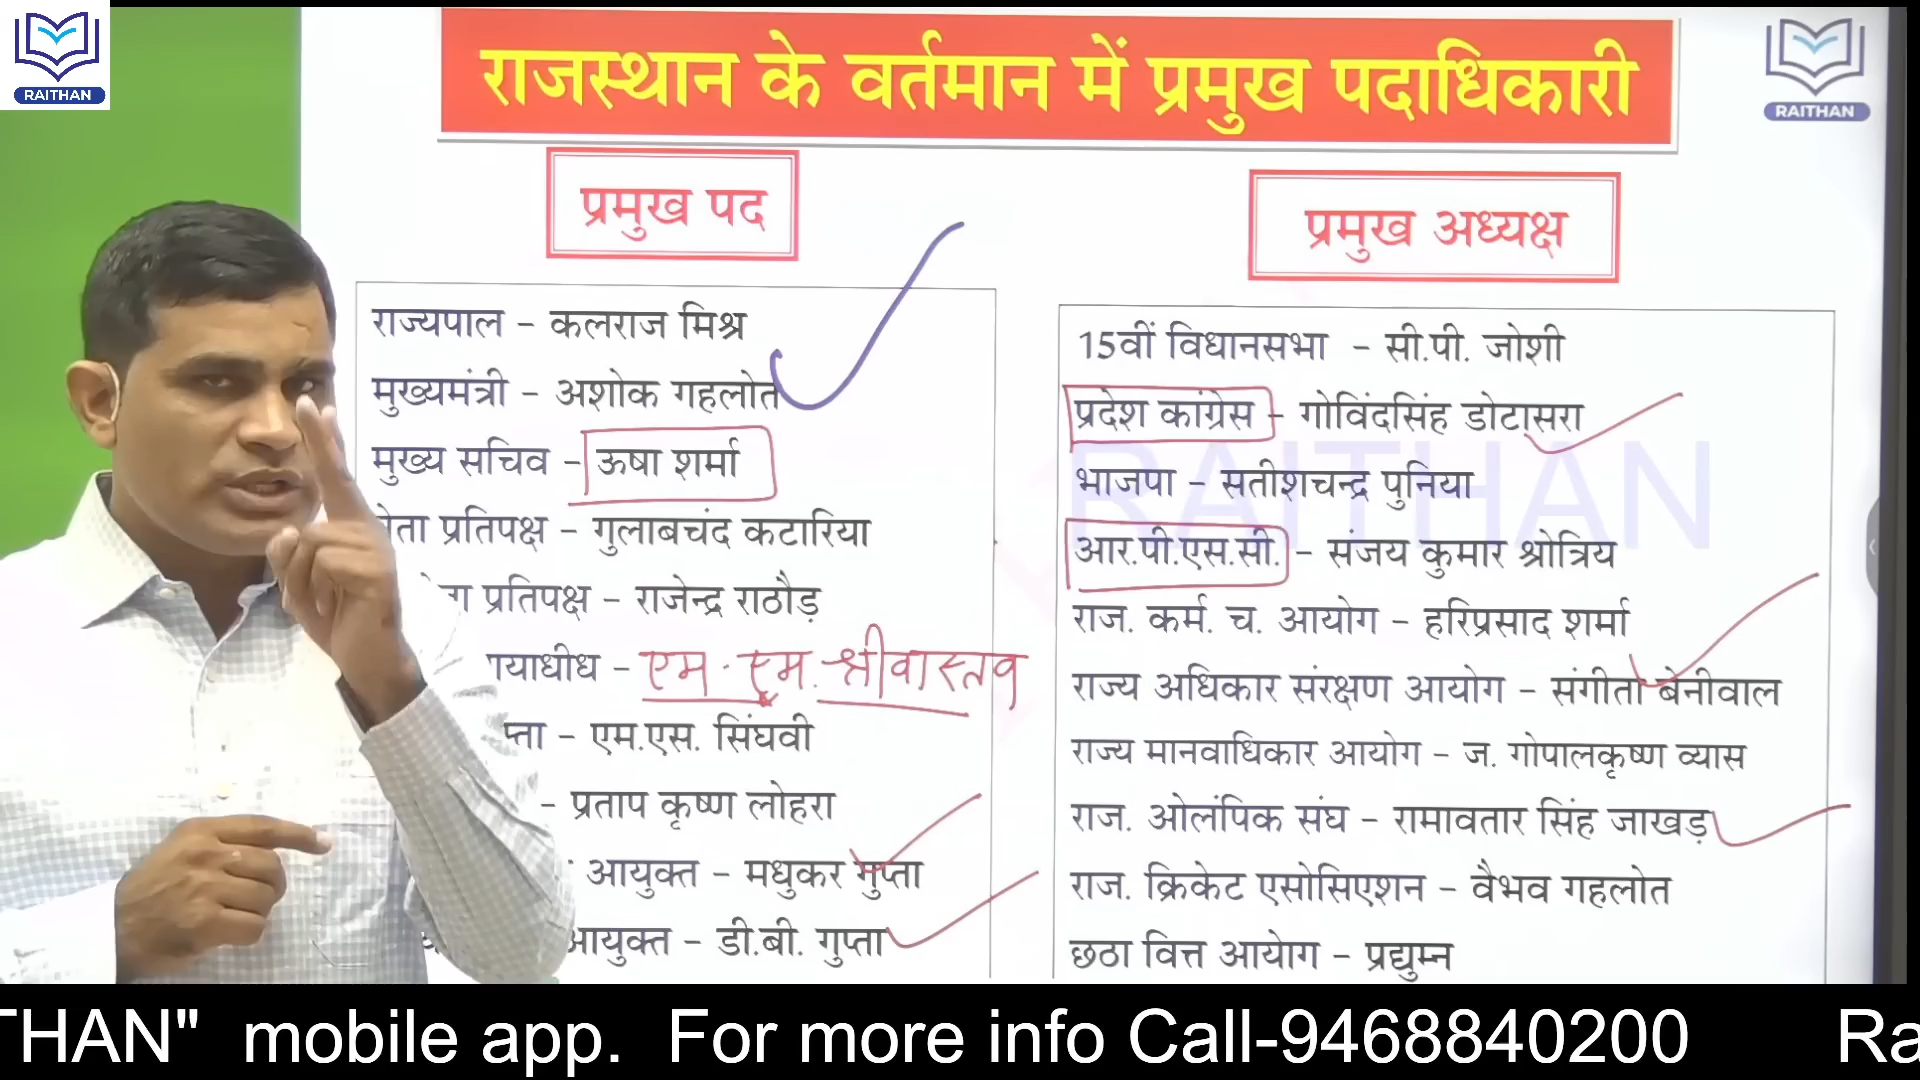 RAITHAN
राजस्थान के वर्तमान में प्रमुख पदाधिकारी
RAITHAN
प्रमुख पद
राज्यपाल - कलराज मिश्र
मुख्यमंत्री - अशोक गहलोत
मुख्य सचिव - ऊषा शर्मा
प्रतिपक्ष - गुलाबचंद कटारिया
प्रतिपक्ष - राजेन्द्र राठौड़
- एम. एम. श्रीवास्तव
- एम.एस. सिंघवी
- प्रताप कृष्ण लोहरा
आयुक्त - मधुकर गुप्ता
आयुक्त - डी.बी. गुप्ता
प्रमुख अध्यक्ष
15वीं विधानसभा - सी.पी. जोशी
प्रदेश कांग्रेस - गोविंदसिंह डोटासरा
भाजपा - सतीशचन्द्र पुनिया
आर.पी.एस.सी. - संजय कुमार श्रोत्रिय
राज. कर्म. च. आयोग - हरिप्रसाद शर्मा
राज्य अधिकार संरक्षण आयोग - संगीता बेनीवाल
राज्य मानवाधिकार आयोग - ज. गोपालकृष्ण व्यास
राज. ओलंपिक संघ - रामावतार सिंह जाखड़
राज. क्रिकेट एसोसिएशन - वैभव गहलोत
छठा वित्त आयेाग - प्रद्युम्न
RAITHAN
THAN" mobile app. For more info Call-9468840200 Ra